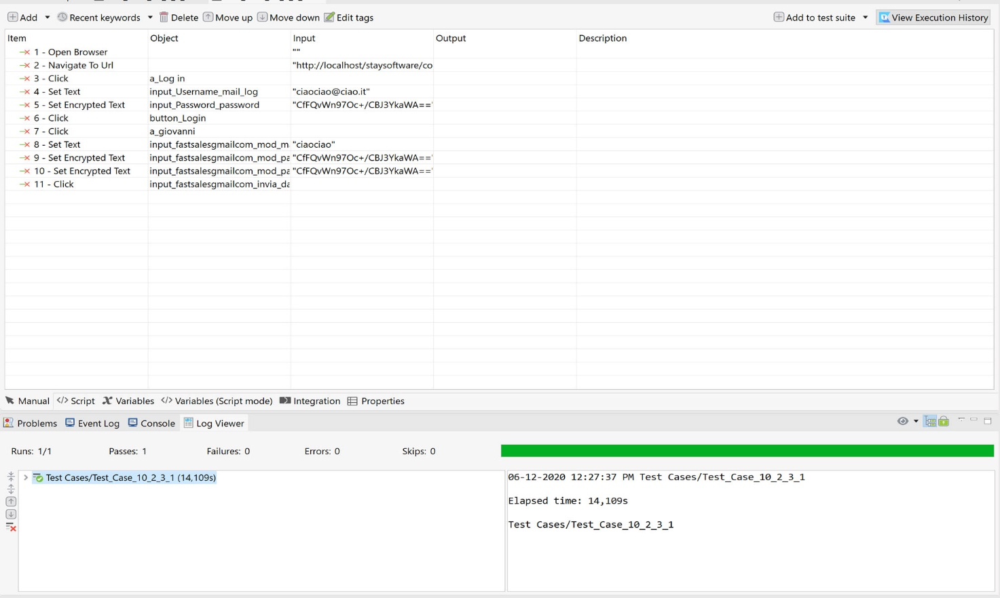 Add Recent keywords Delete Move up Move down Edit tags Add to test suite View Execution History
Item Object Input Output Description
1 - Open Browser ""
2 - Navigate To Url "http://localhost/staysoftware/co
3 - Click a_Log in
4 - Set Text input_Username_mail_log "ciaociao@ciao.it"
5 - Set Encrypted Text input_Password_password "CfFQvWn97Oc+/CBJ3YkaWA=="
6 - Click button_Login
7 - Click a_giovanni
8 - Set Text input_fastsalesgmailcom_mod_m "ciaociao"
9 - Set Encrypted Text input_fastsalesgmailcom_mod_pa "CfFQvWn97Oc+/CBJ3YkaWA=="
10 - Set Encrypted Text input_fastsalesgmailcom_mod_pa "CfFQvWn97Oc+/CBJ3YkaWA=="
11 - Click input_fastsalesgmailcom_invia_da
Manual </> Script Variables </> Variables (Script mode) Integration Properties
Problems Event Log Console Log Viewer
Runs: 1/1 Passes: 1 Failures: 0 Errors: 0 Skips: 0
Test Cases/Test_Case_10_2_3_1 (14,109s)
06-12-2020 12:27:37 PM Test Cases/Test_Case_10_2_3_1
Elapsed time: 14,109s
Test Cases/Test_Case_10_2_3_1